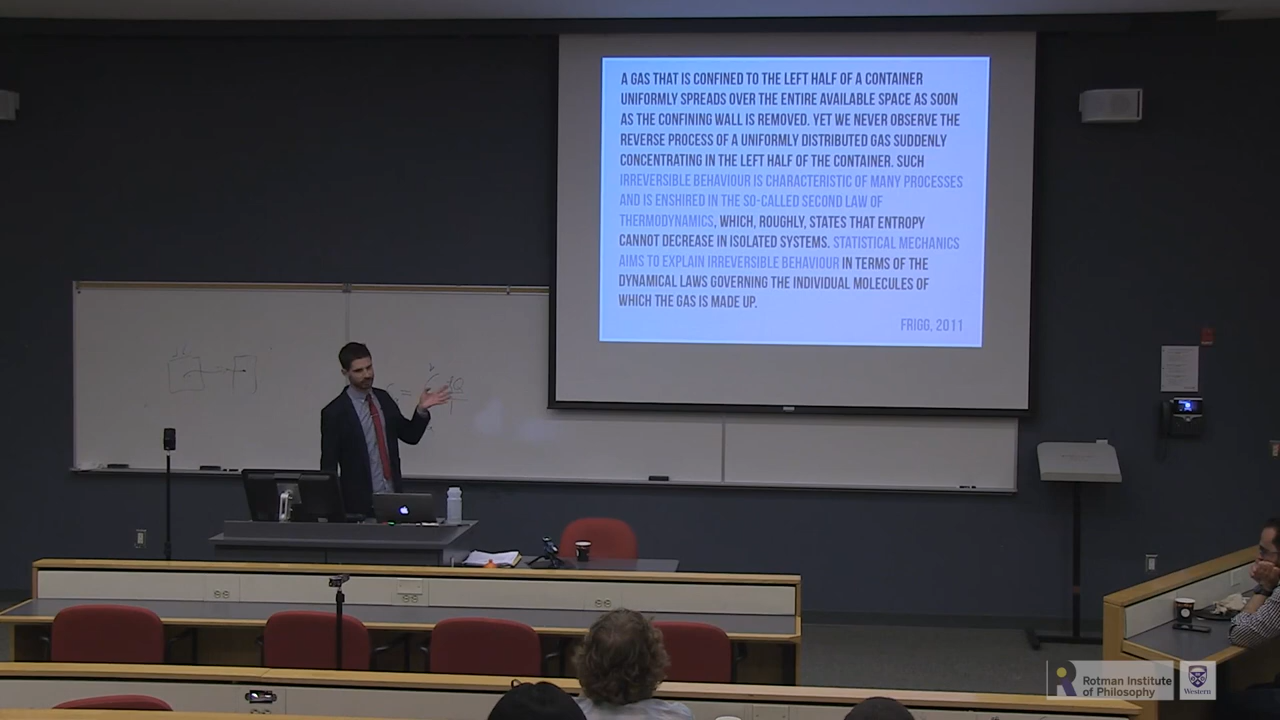 A GAS THAT IS CONFINED TO THE LEFT HALF OF A CONTAINER
UNIFORMLY SPREADS OVER THE ENTIRE AVAILABLE SPACE AS SOON
AS THE CONFINING WALL IS REMOVED. YET WE NEVER OBSERVE THE
REVERSE PROCESS OF A UNIFORMLY DISTRIBUTED GAS SUDDENLY
CONCENTRATING IN THE LEFT HALF OF THE CONTAINER. SUCH
IRREVERSIBLE BEHAVIOUR IS CHARACTERISTIC OF MANY PROCESSES
AND IS ENSHIRED IN THE SO-CALLED SECOND LAW OF
THERMODYNAMICS, WHICH, ROUGHLY, STATES THAT ENTROPY
CANNOT DECREASE IN ISOLATED SYSTEMS. STATISTICAL MECHANICS
AIMS TO EXPLAIN IRREVERSIBLE BEHAVIOUR IN TERMS OF THE
DYNAMICAL LAWS GOVERNING THE INDIVIDUAL MOLECULES OF
WHICH THE GAS IS MADE UP.
FRIGG, 2011
Rotman Institute
of Philosophy
Western